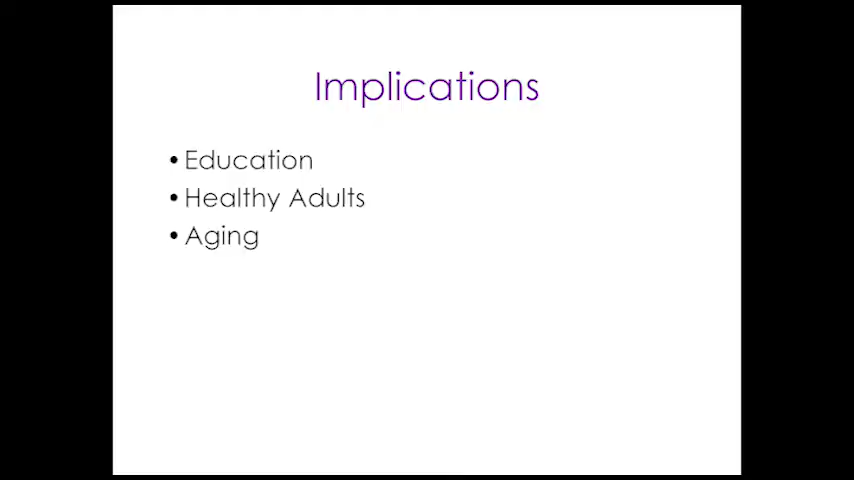 Implications
• Education
• Healthy Adults
• Aging